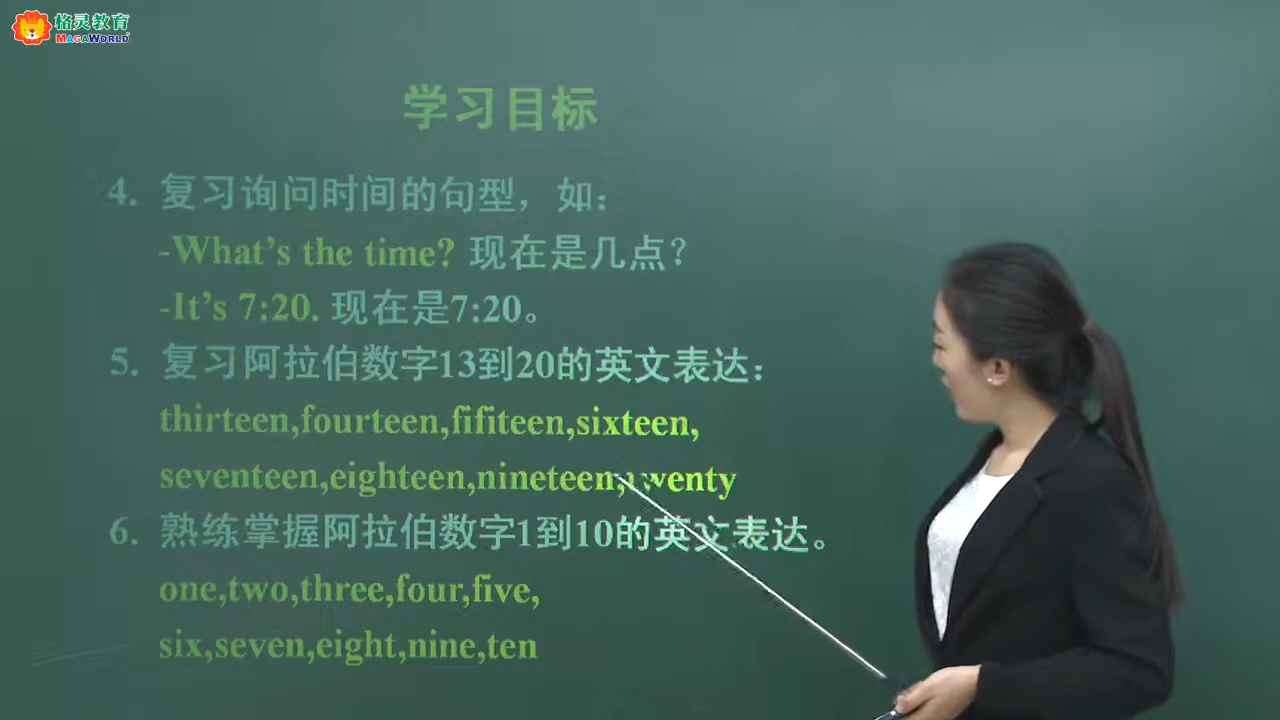 格灵教育
MAGAWORLD
学习目标
4. 复习询问时间的句型，如：
-What's the time? 现在是几点？
-It's 7:20. 现在是7:20。
5. 复习阿拉伯数字13到20的英文表达：
thirteen,fourteen,fifiteen,sixteen,
seventeen,eighteen,nineteen,twenty
6. 熟练掌握阿拉伯数字1到10的英文表达。
one,two,three,four,five,
six,seven,eight,nine,ten